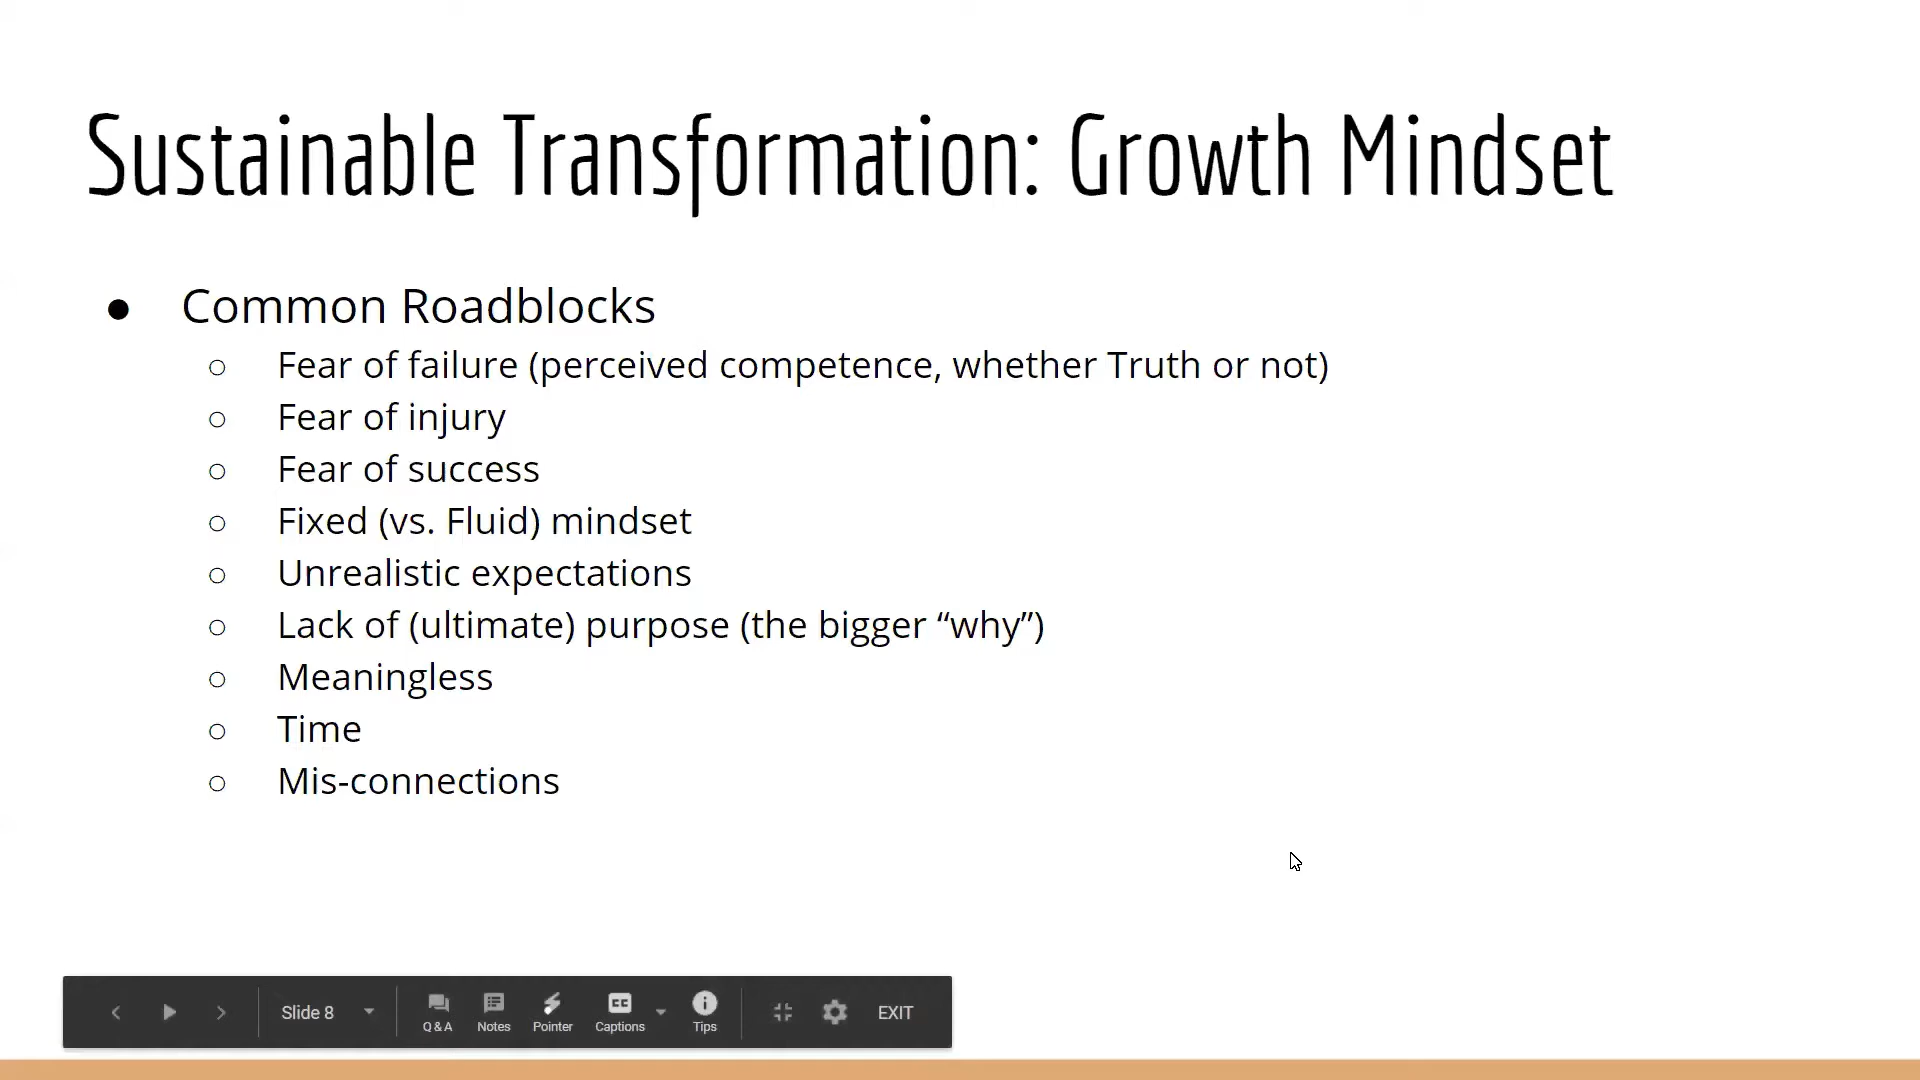 Sustainable Transformation: Growth Mindset
● Common Roadblocks
○ Fear of failure (perceived competence, whether Truth or not)
○ Fear of injury
○ Fear of success
○ Fixed (vs. Fluid) mindset
○ Unrealistic expectations
○ Lack of (ultimate) purpose (the bigger “why”)
○ Meaningless
○ Time
○ Mis-connections
Slide 8
Q & A
Notes
Pointer
CC
Captions
Tips
EXIT